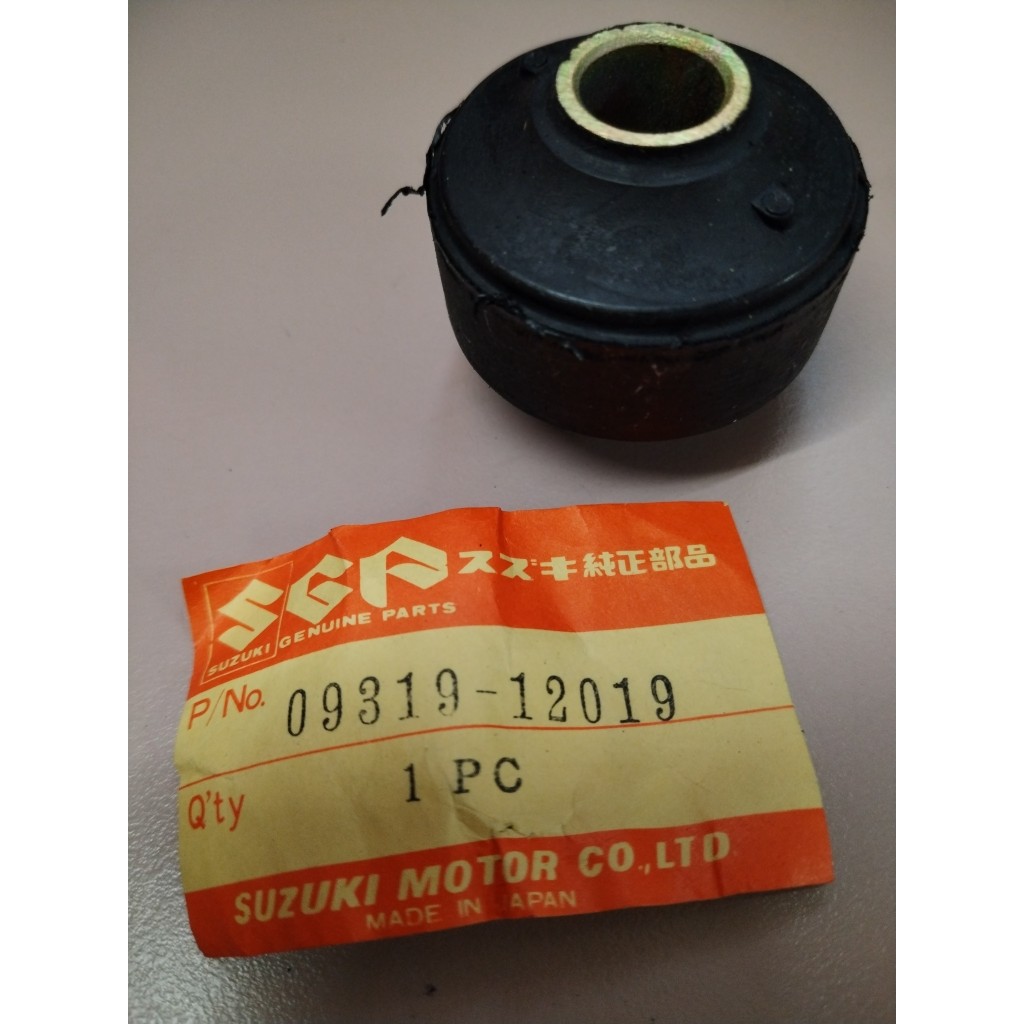 SGP スズキ純正部品
SUZUKI GENUINE PARTS
P/No. 09319-12019
Q'ty 1 PC
SUZUKI MOTOR CO.,LTD
MADE IN JAPAN